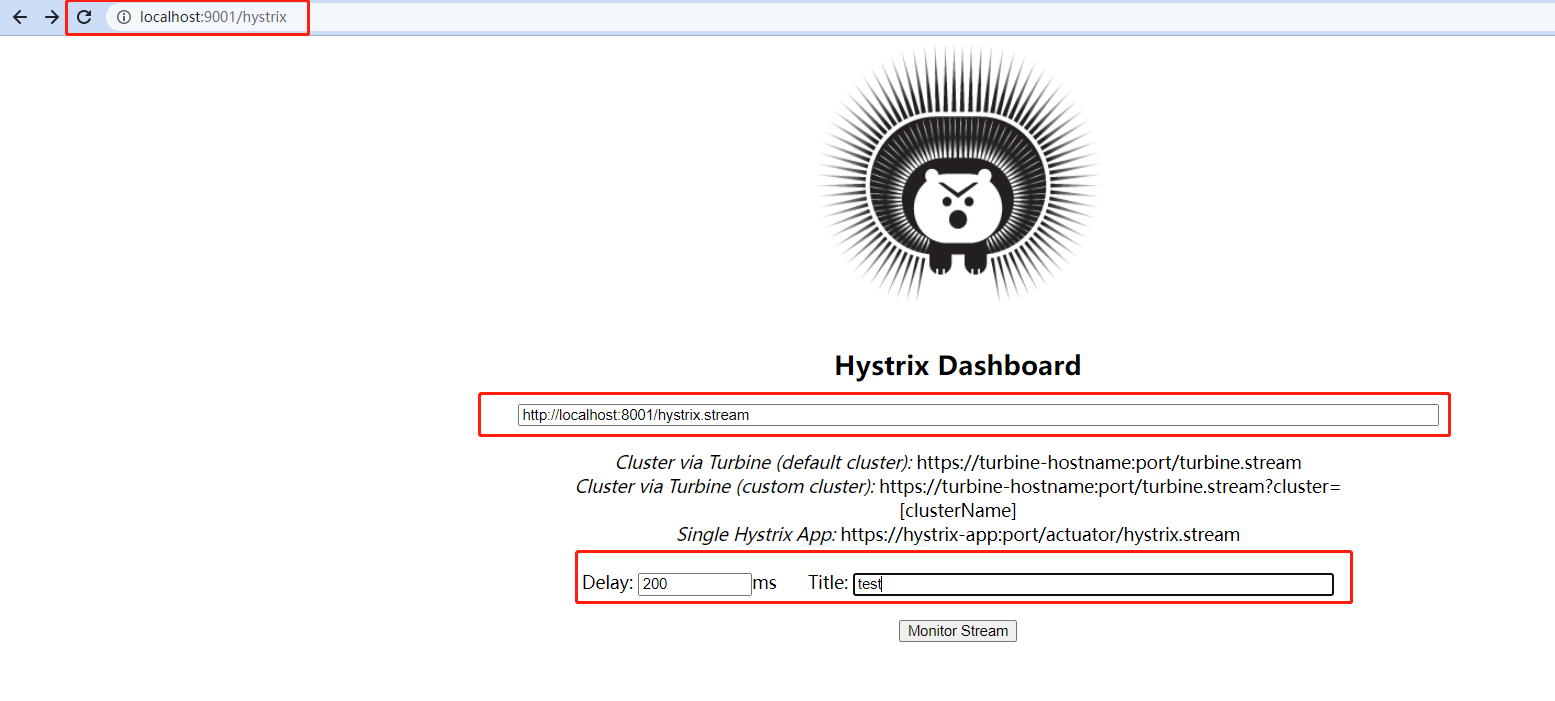 localhost:9001/hystrix
Hystrix Dashboard
http://localhost:8001/hystrix.stream
Cluster via Turbine (default cluster): https://turbine-hostname:port/turbine.stream
Cluster via Turbine (custom cluster): https://turbine-hostname:port/turbine.stream?cluster=
[clusterName]
Single Hystrix App: https://hystrix-app:port/actuator/hystrix.stream
Delay: 200 ms Title: test
Monitor Stream